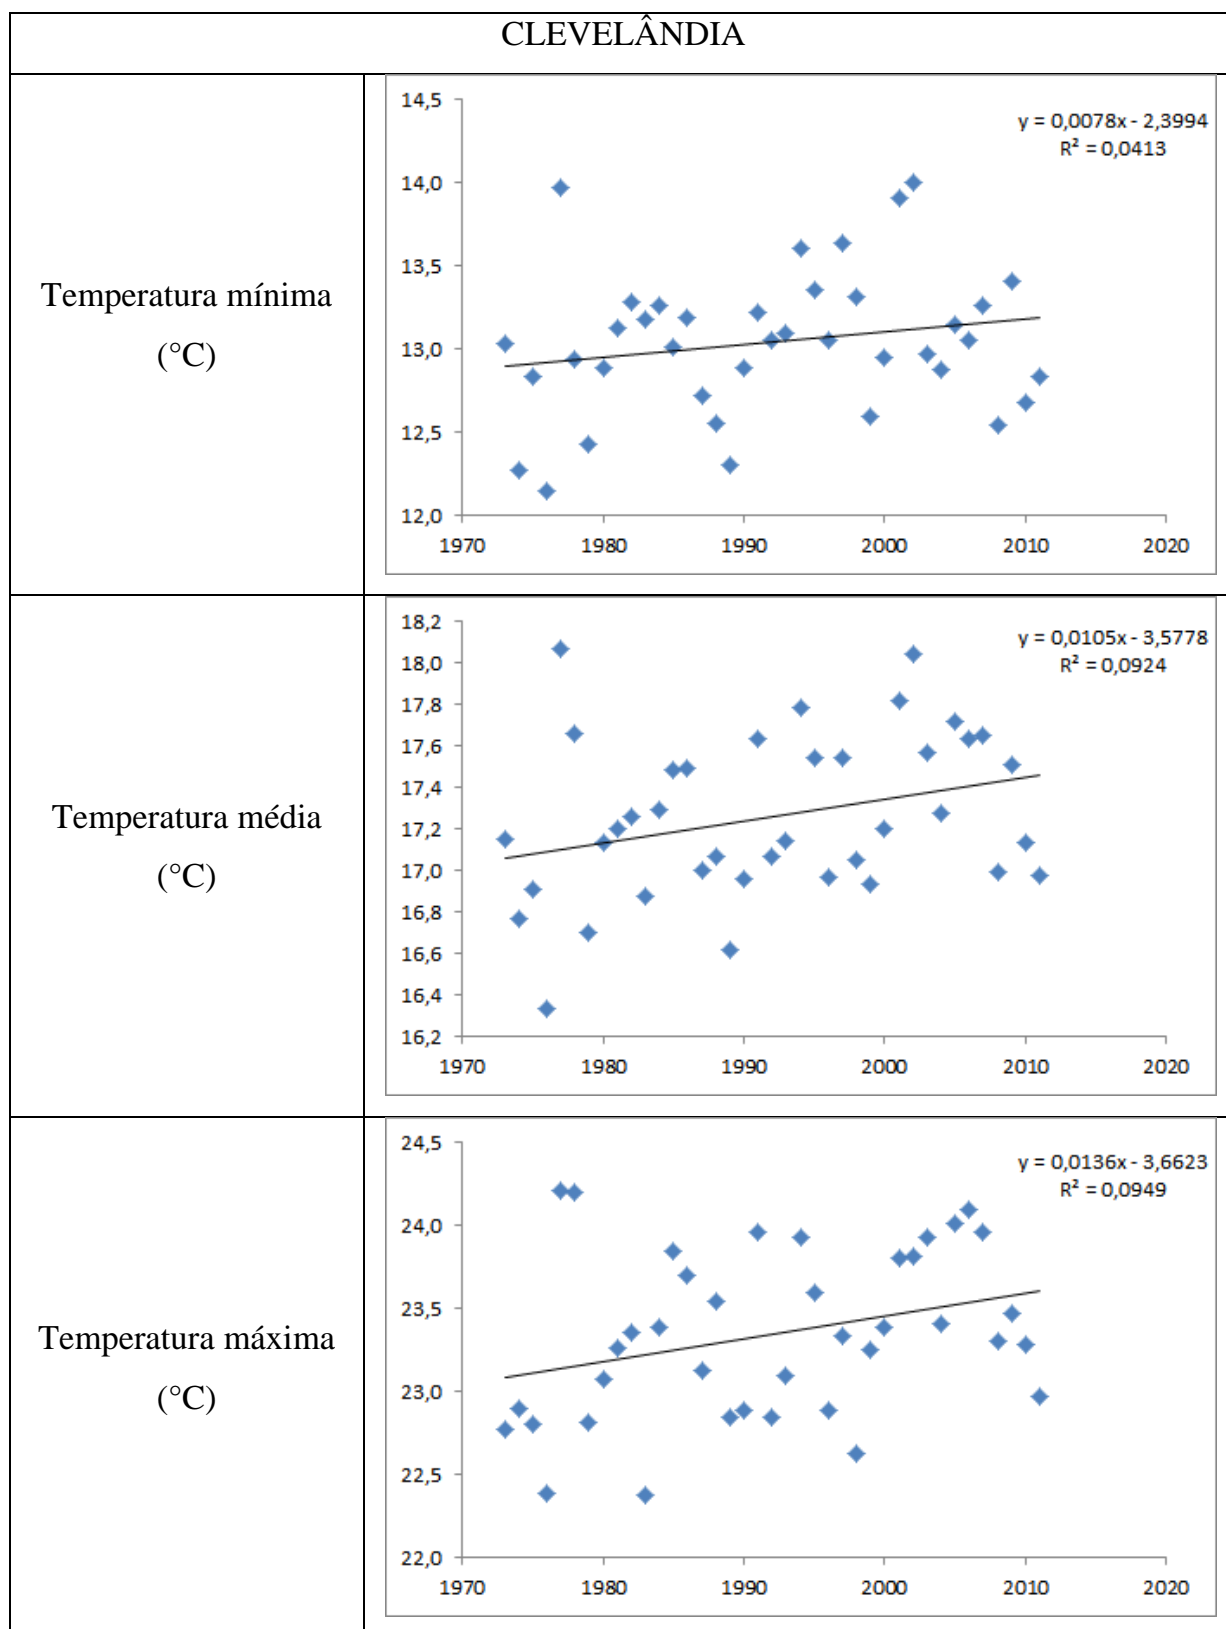 CLEVELÂNDIA
Temperatura mínima
(°C)
14,5
14,0
13,5
13,0
12,5
12,0
1970 1980 1990 2000 2010 2020
y = 0,0078x - 2,3994
R² = 0,0413
Temperatura média
(°C)
18,2
18,0
17,8
17,6
17,4
17,2
17,0
16,8
16,6
16,4
16,2
1970 1980 1990 2000 2010 2020
y = 0,0105x - 3,5778
R² = 0,0924
Temperatura máxima
(°C)
24,5
24,0
23,5
23,0
22,5
22,0
1970 1980 1990 2000 2010 2020
y = 0,0136x - 3,6623
R² = 0,0949